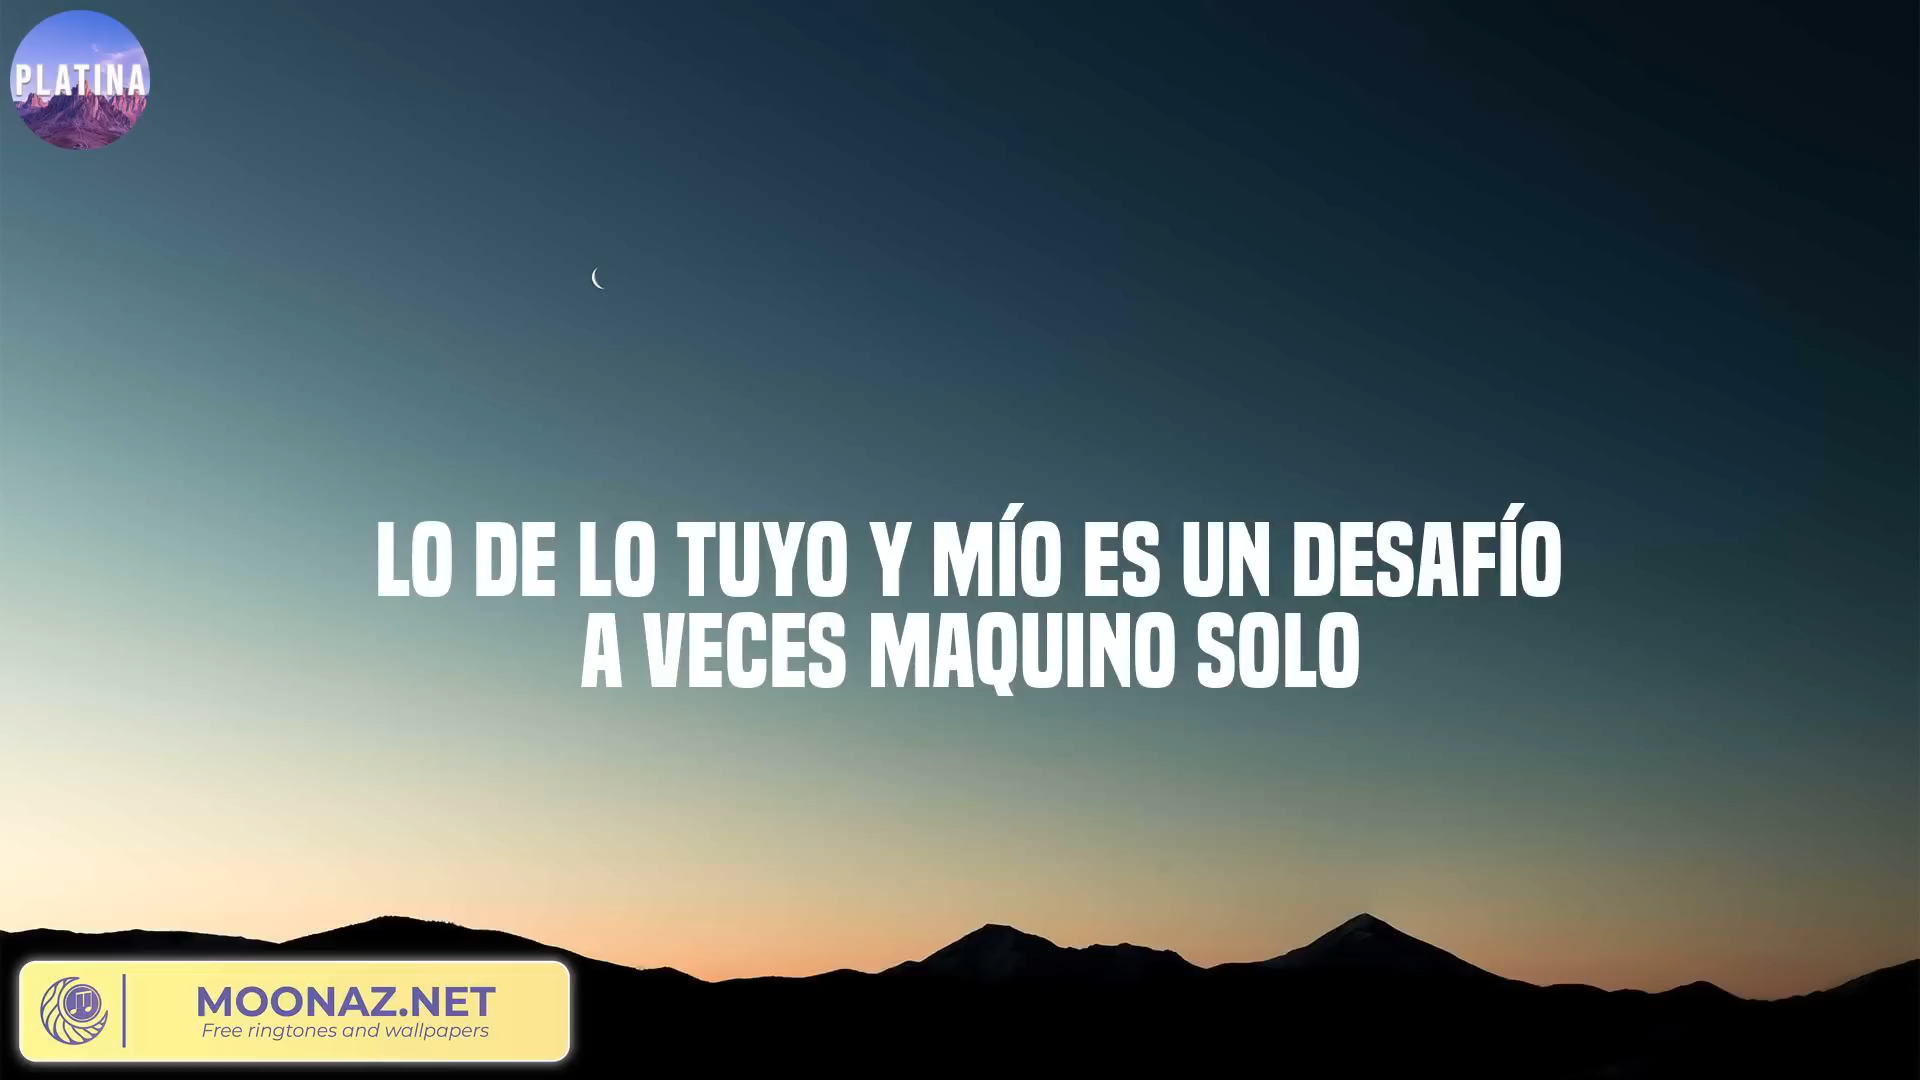 PLATINA
LO DE LO TUYO Y MÍO ES UN DESAFÍO
A VECES MAQUINO SOLO
MOONAZ.NET
Free ringtones and wallpapers